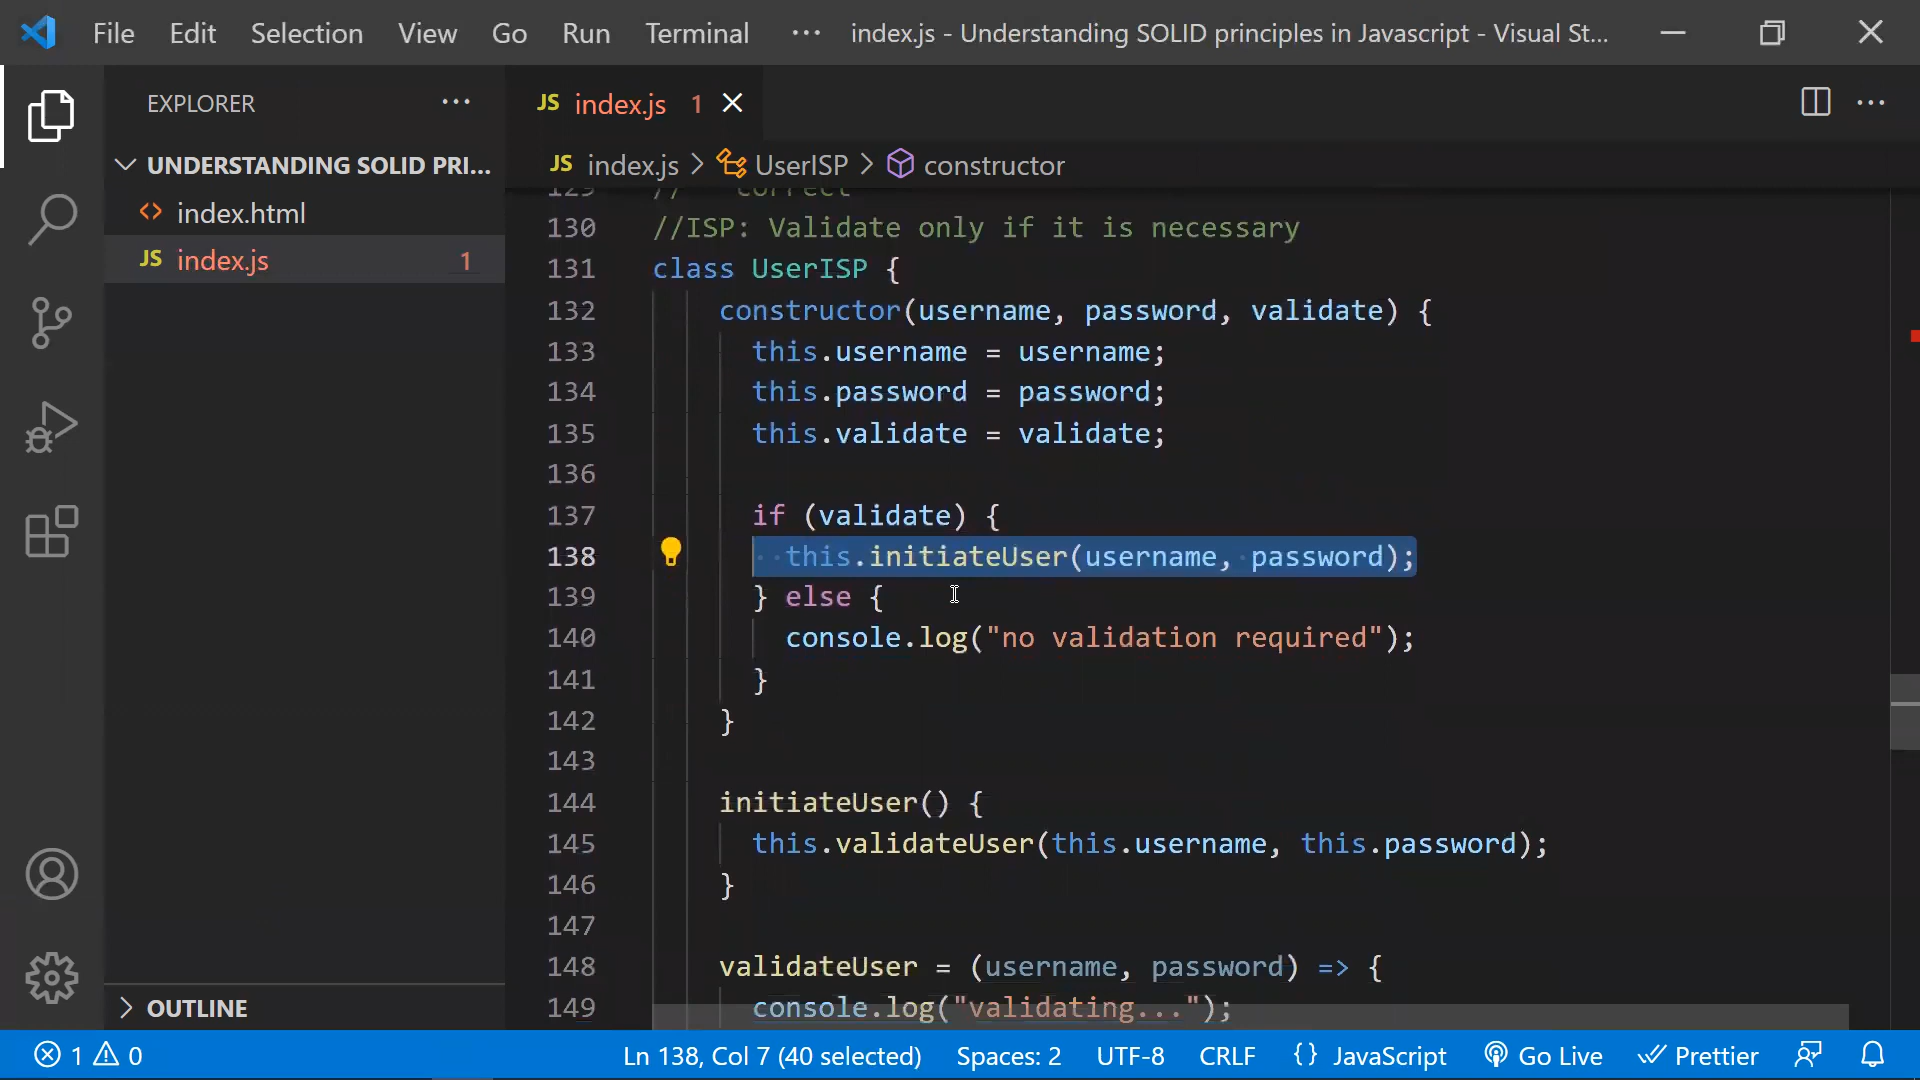 File Edit Selection View Go Run Terminal ··· index.js - Understanding SOLID principles in Javascript - Visual St...
EXPLORER ···
JS index.js 1
UNDERSTANDING SOLID PRI...
JS index.js > UserISP > constructor
index.html
JS index.js 1
129 // correct
130 //ISP: Validate only if it is necessary
131 class UserISP {
132 constructor(username, password, validate) {
133 this.username = username;
134 this.password = password;
135 this.validate = validate;
136
137 if (validate) {
138 this.initiateUser(username, password);
139 } else {
140 console.log("no validation required");
141 }
142 }
143
144 initiateUser() {
145 this.validateUser(this.username, this.password);
146 }
147
148 validateUser = (username, password) => {
149 console.log("validating...");
OUTLINE
1 0 Ln 138, Col 7 (40 selected) Spaces: 2 UTF-8 CRLF {} JavaScript Go Live Prettier